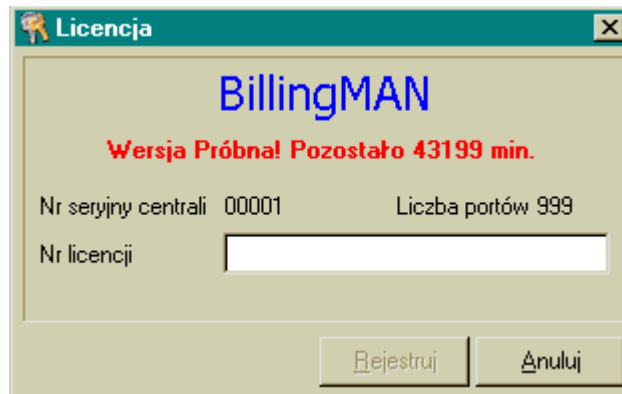 Licencja
BillingMAN
Wersja Próbna! Pozostało 43199 min.
Nr seryjny centrali 00001 Liczba portów 999
Nr licencji
Rejestruj Anuluj